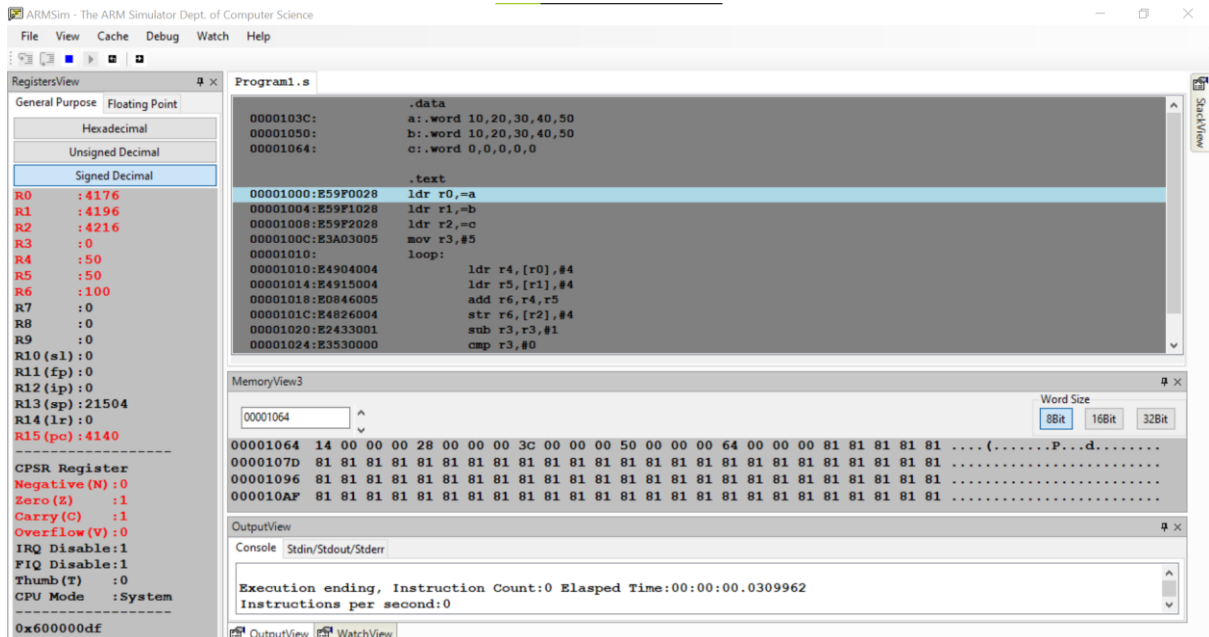 ARMSim - The ARM Simulator Dept. of Computer Science
File View Cache Debug Watch Help
RegistersView
General Purpose Floating Point
Hexadecimal
Unsigned Decimal
Signed Decimal
R0 :4176
R1 :4196
R2 :4216
R3 :0
R4 :50
R5 :50
R6 :100
R7 :0
R8 :0
R9 :0
R10(sl):0
R11(fp):0
R12(ip):0
R13(sp):21504
R14(lr):0
R15(pc):4140
------------------
CPSR Register
Negative(N):0
Zero(Z) :1
Carry(C) :1
Overflow(V):0
IRQ Disable:1
FIQ Disable:1
Thumb(T) :0
CPU Mode :System
------------------
0x600000df
Program1.s
.data
0000103C: a:.word 10,20,30,40,50
00001050: b:.word 10,20,30,40,50
00001064: c:.word 0,0,0,0,0
.text
00001000:E59F0028 ldr r0,=a
00001004:E59F1028 ldr r1,=b
00001008:E59F2028 ldr r2,=c
0000100C:E3A03005 mov r3,#5
00001010: loop:
00001010:E4904004 ldr r4,[r0],#4
00001014:E4915004 ldr r5,[r1],#4
00001018:E0846005 add r6,r4,r5
0000101C:E4826004 str r6,[r2],#4
00001020:E2433001 sub r3,r3,#1
00001024:E3530000 cmp r3,#0
StackView
MemoryView3
00001064
Word Size
8Bit 16Bit 32Bit
00001064 14 00 00 00 28 00 00 00 3C 00 00 00 50 00 00 00 64 00 00 00 81 81 81 81 81 ....(.......P...d........
0000107D 81 81 81 81 81 81 81 81 81 81 81 81 81 81 81 81 81 81 81 81 81 81 81 81 81 .........................
00001096 81 81 81 81 81 81 81 81 81 81 81 81 81 81 81 81 81 81 81 81 81 81 81 81 81 .........................
000010AF 81 81 81 81 81 81 81 81 81 81 81 81 81 81 81 81 81 81 81 81 81 81 81 81 81 .........................
OutputView
Console Stdin/Stdout/Stderr
Execution ending, Instruction Count:0 Elasped Time:00:00:00.0309962
Instructions per second:0
OutputView WatchView